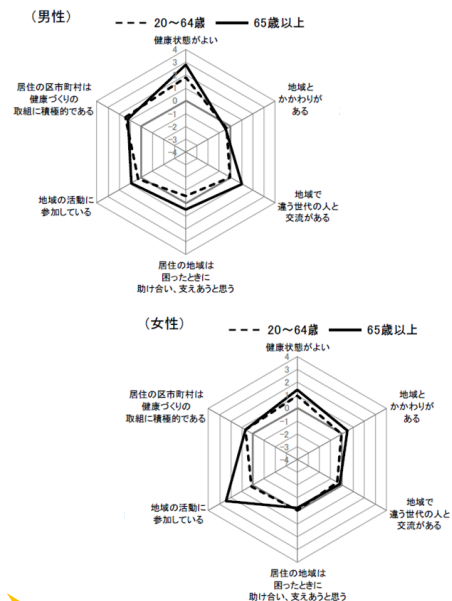 （男性）
20～64歳 65歳以上
健康状態がよい
4
3
2
1
0
-1
-2
-3
-4
地域と
かかわりが
ある
地域で
違う世代の人と
交流がある
居住の地域は
困ったときに
助け合い、支えあうと思う
地域の活動に
参加している
居住の区市町村は
健康づくりの
取組に積極的である
（女性）
20～64歳 65歳以上
健康状態がよい
4
3
2
1
0
-1
-2
-3
-4
地域と
かかわりが
ある
地域で
違う世代の人と
交流がある
居住の地域は
困ったときに
助け合い、支えあうと思う
地域の活動に
参加している
居住の区市町村は
健康づくりの
取組に積極的である